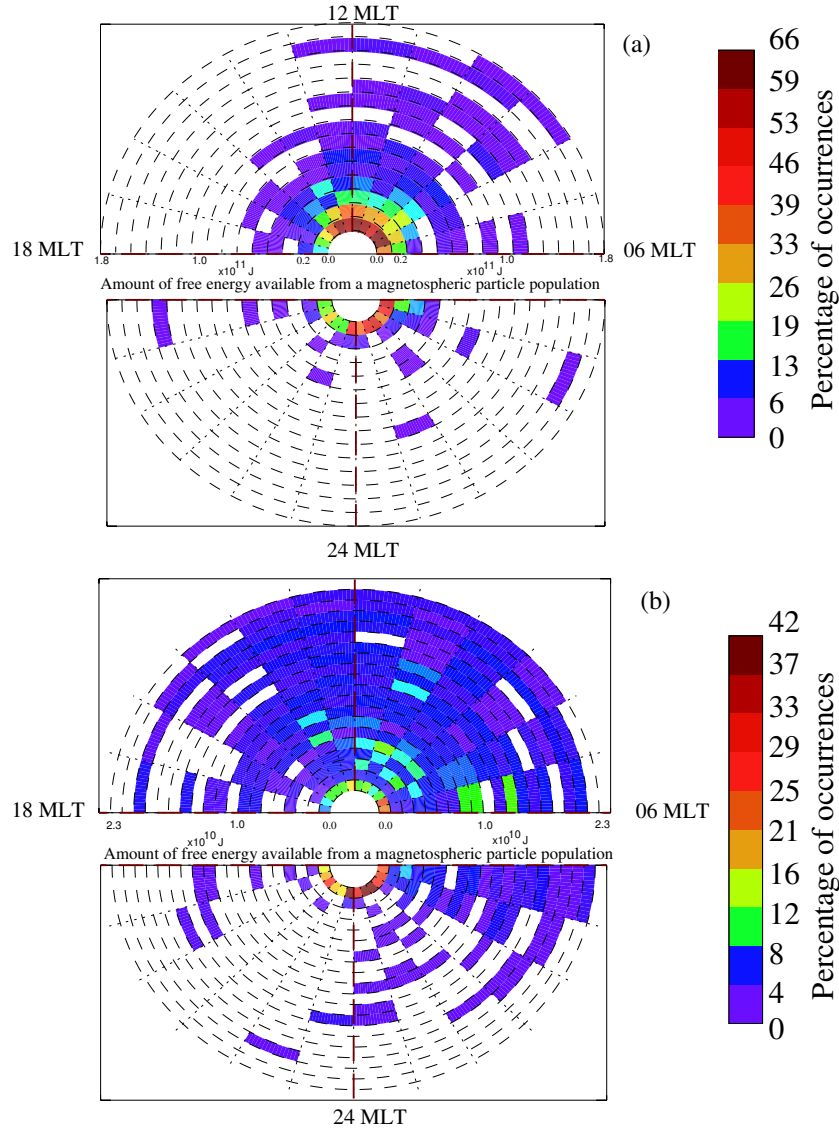 12 MLT
(a)
18 MLT
06 MLT
1.8 1.0 0.2 0.0 0.0 0.2 1.0 1.8
x10^11 J x10^11 J
Amount of free energy available from a magnetospheric particle population
24 MLT
66
59
53
46
39
33
26
19
13
6
0
Percentage of occurrences
(b)
18 MLT
06 MLT
2.3 1.0 0.0 0.0 1.0 2.3
x10^10 J x10^10 J
Amount of free energy available from a magnetospheric particle population
24 MLT
42
37
33
29
25
21
16
12
8
4
0
Percentage of occurrences